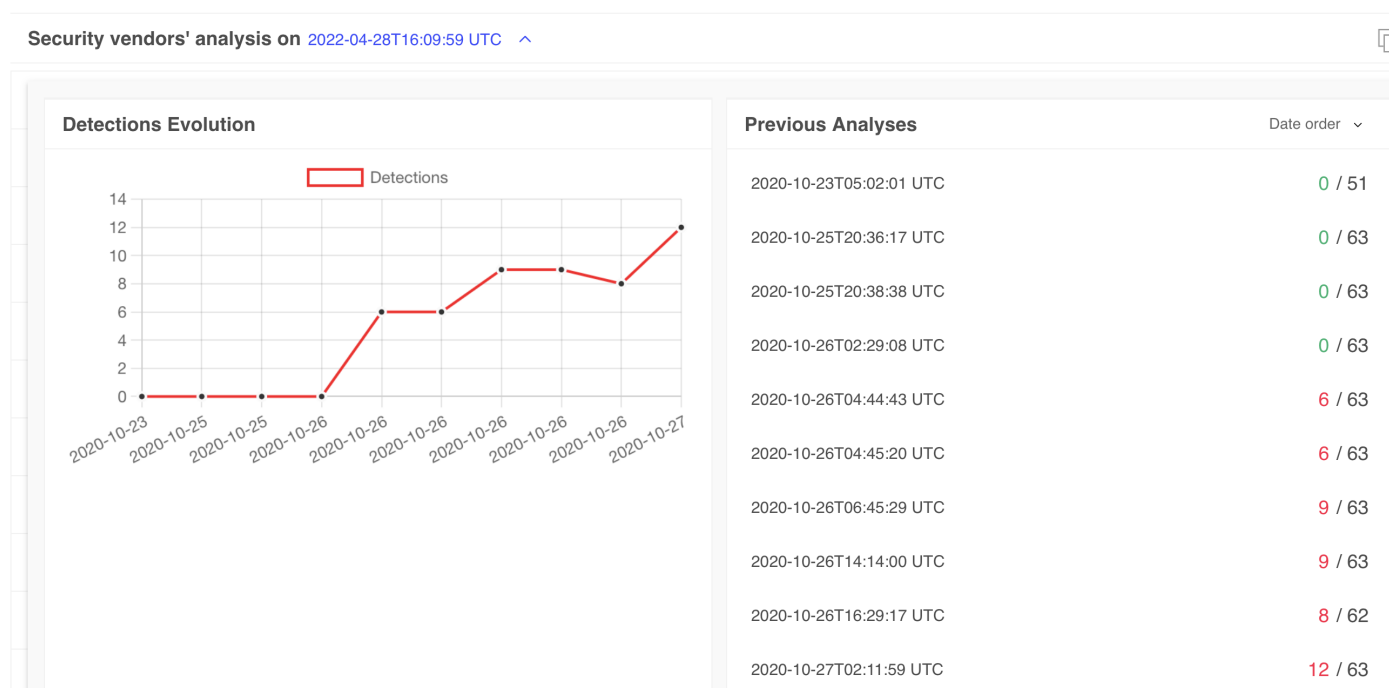 Security vendors' analysis on 2022-04-28T16:09:59 UTC
Detections Evolution
Detections
14
12
10
8
6
4
2
0
2020-10-23
2020-10-25
2020-10-25
2020-10-26
2020-10-26
2020-10-26
2020-10-26
2020-10-26
2020-10-26
2020-10-27
Previous Analyses
Date order
2020-10-23T05:02:01 UTC 0 / 51
2020-10-25T20:36:17 UTC 0 / 63
2020-10-25T20:38:38 UTC 0 / 63
2020-10-26T02:29:08 UTC 0 / 63
2020-10-26T04:44:43 UTC 6 / 63
2020-10-26T04:45:20 UTC 6 / 63
2020-10-26T06:45:29 UTC 9 / 63
2020-10-26T14:14:00 UTC 9 / 63
2020-10-26T16:29:17 UTC 8 / 62
2020-10-27T02:11:59 UTC 12 / 63